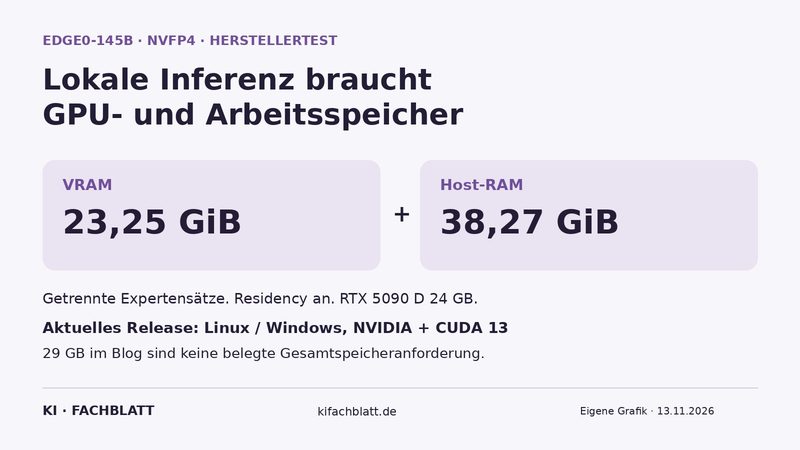 EDGE0-145B · NVFP4 · HERSTELLERTEST
Lokale Inferenz braucht
GPU- und Arbeitsspeicher
VRAM
23,25 GiB
+
Host-RAM
38,27 GiB
Getrennte Expertensätze. Residency an. RTX 5090 D 24 GB.
Aktuelles Release: Linux / Windows, NVIDIA + CUDA 13
29 GB im Blog sind keine belegte Gesamtspeicheranforderung.
KI · FACHBLATT
kifachblatt.de
Eigene Grafik · 13.11.2026